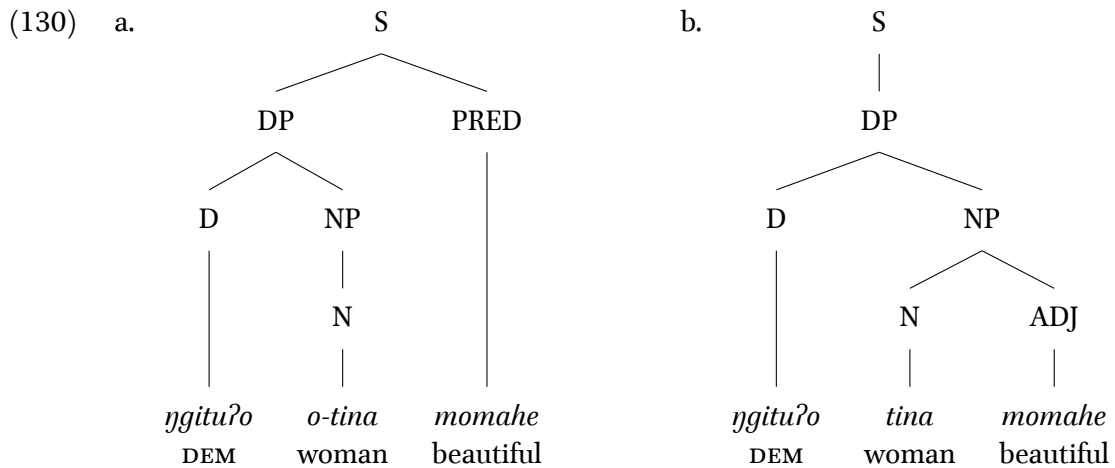 (130) a. S b. S
DP PRED DP
D NP D NP
N N ADJ
ŋgituʔo o-tina momahe ŋgituʔo tina momahe
DEM woman beautiful DEM woman beautiful